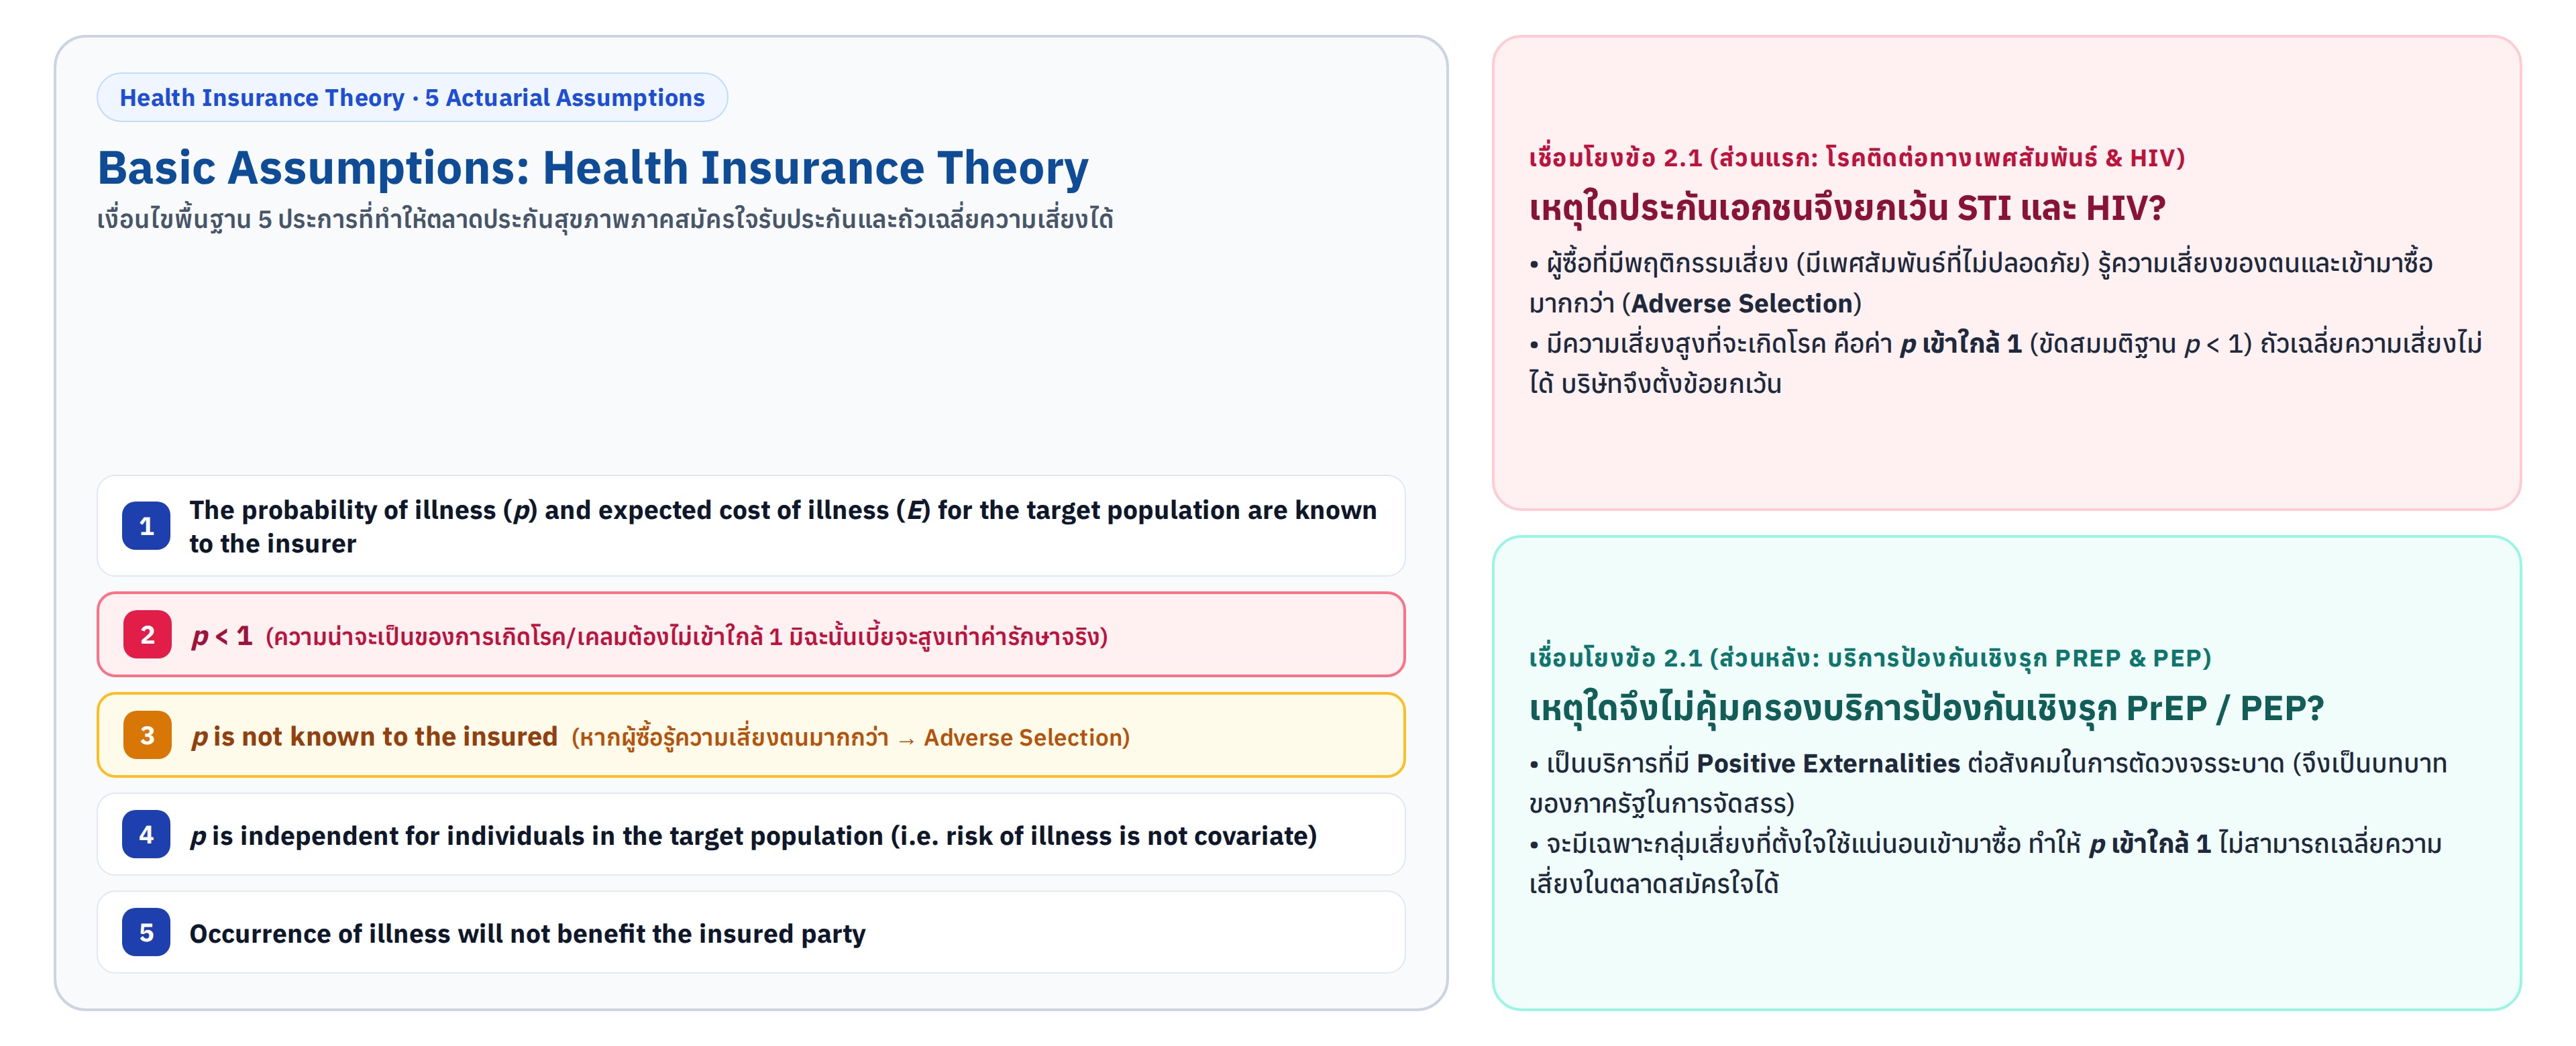 Health Insurance Theory · 5 Actuarial Assumptions
Basic Assumptions: Health Insurance Theory
เงื่อนไขพื้นฐาน 5 ประการที่ทำให้ตลาดประกันสุขภาพภาคสมัครใจรับประกันและถัวเฉลี่ยความเสี่ยงได้
1 The probability of illness (p) and expected cost of illness (E) for the target population are known
to the insurer
2 p < 1 (ความน่าจะเป็นของการเกิดโรค/เคลมต้องไม่เข้าใกล้ 1 มิฉะนั้นเบี้ยจะสูงเท่าค่ารักษาจริง)
3 p is not known to the insured (หากผู้ซื้อรู้ความเสี่ยงตนมากกว่า → Adverse Selection)
4 p is independent for individuals in the target population (i.e. risk of illness is not covariate)
5 Occurrence of illness will not benefit the insured party
เชื่อมโยงข้อ 2.1 (ส่วนแรก: โรคติดต่อทางเพศสัมพันธ์ & HIV)
เหตุใดประกันเอกชนจึงยกเว้น STI และ HIV?
• ผู้ซื้อที่มีพฤติกรรมเสี่ยง (มีเพศสัมพันธ์ที่ไม่ปลอดภัย) รู้ความเสี่ยงของตนและเข้ามาซื้อ
มากกว่า (Adverse Selection)
• มีความเสี่ยงสูงที่จะเกิดโรค คือค่า p เข้าใกล้ 1 (ขัดสมมติฐาน p < 1) ถัวเฉลี่ยความเสี่ยงไม่
ได้ บริษัทจึงตั้งข้อยกเว้น
เชื่อมโยงข้อ 2.1 (ส่วนหลัง: บริการป้องกันเชิงรุก PREP & PEP)
เหตุใดจึงไม่คุ้มครองบริการป้องกันเชิงรุก PrEP / PEP?
• เป็นบริการที่มี Positive Externalities ต่อสังคมในการตัดวงจรระบาด (จึงเป็นบทบาท
ของภาครัฐในการจัดสรร)
• จะมีเฉพาะกลุ่มเสี่ยงที่ตั้งใจใช้แน่นอนเข้ามาซื้อ ทำให้ p เข้าใกล้ 1 ไม่สามารถเฉลี่ยความ
เสี่ยงในตลาดสมัครใจได้